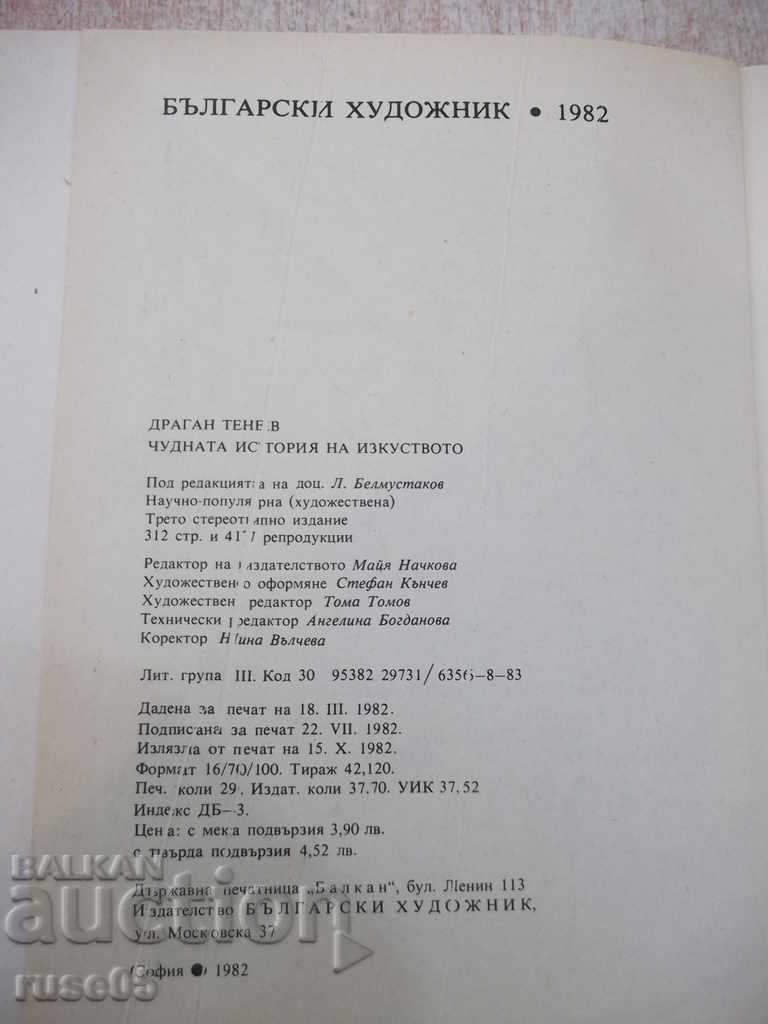 БЪЛГАРСКИ ХУДОЖНИК • 1982
ДРАГАН ТЕНЕВ
ЧУДНАТА ИСТОРИЯ НА ИЗКУСТВОТО
Под редакцията на доц. Л. Белмустаков
Научно-популярна (художествена)
Трето стереотипно издание
312 стр. и репродукции
Редактор на издателството Майя Начкова
Художествено оформяне Стефан Кънчев
Художествен редактор Тома Томов
Технически редактор Ангелина Богданова
Коректор Нина Вълчева
Лит. група III. Код 30 95382 29731/6356-8-83
Дадена за печат на 18. III. 1982.
Подписана за печат 22. VII. 1982.
Излязла от печат на 15. X. 1982.
Формат 16/70/100. Тираж 42,120.
Печ. коли 29. Издат. коли 37.70. УИК 37,52
Индекс ДБ-3.
Цена: с мека подвързия 3,90 лв.
с твърда подвързия 4,52 лв.
Държавна печатница „Балкан", бул. Ленин 113
Издателство БЪЛГАРСКИ ХУДОЖНИК,
ул. Московска 37
София • 1982
BALKAN
auction
ruse05